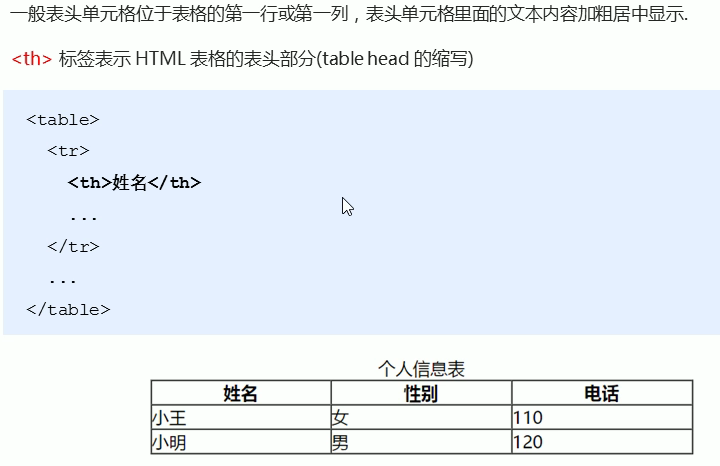 一般表头单元格位于表格的第一行或第一列，表头单元格里面的文本内容加粗居中显示.
<th> 标签表示 HTML 表格的表头部分(table head 的缩写)
<table>
<tr>
<th>姓名</th>
...
</tr>
...
</table>
个人信息表
姓名 性别 电话
小王 女 110
小明 男 120